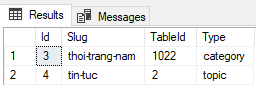 Results Messages
Id Slug TableId Type
1 3 thoi-trang-nam 1022 category
2 4 tin-tuc 2 topic